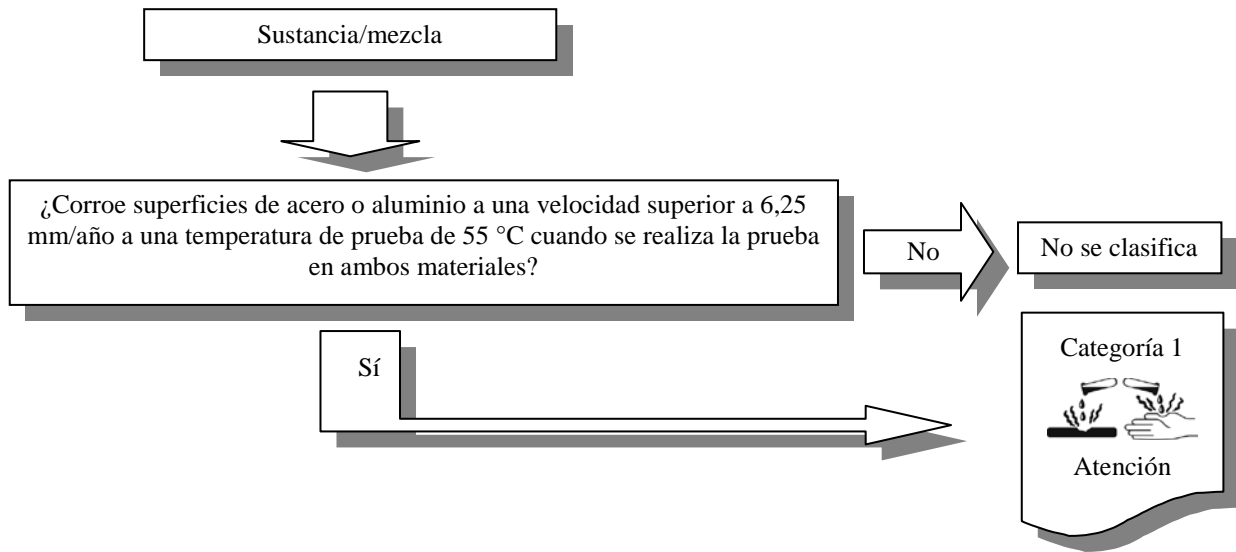 Sustancia/mezcla
¿Corroe superficies de acero o aluminio a una velocidad superior a 6,25
mm/año a una temperatura de prueba de 55 °C cuando se realiza la prueba
en ambos materiales?
No
No se clasifica
Sí
Categoría 1
Atención